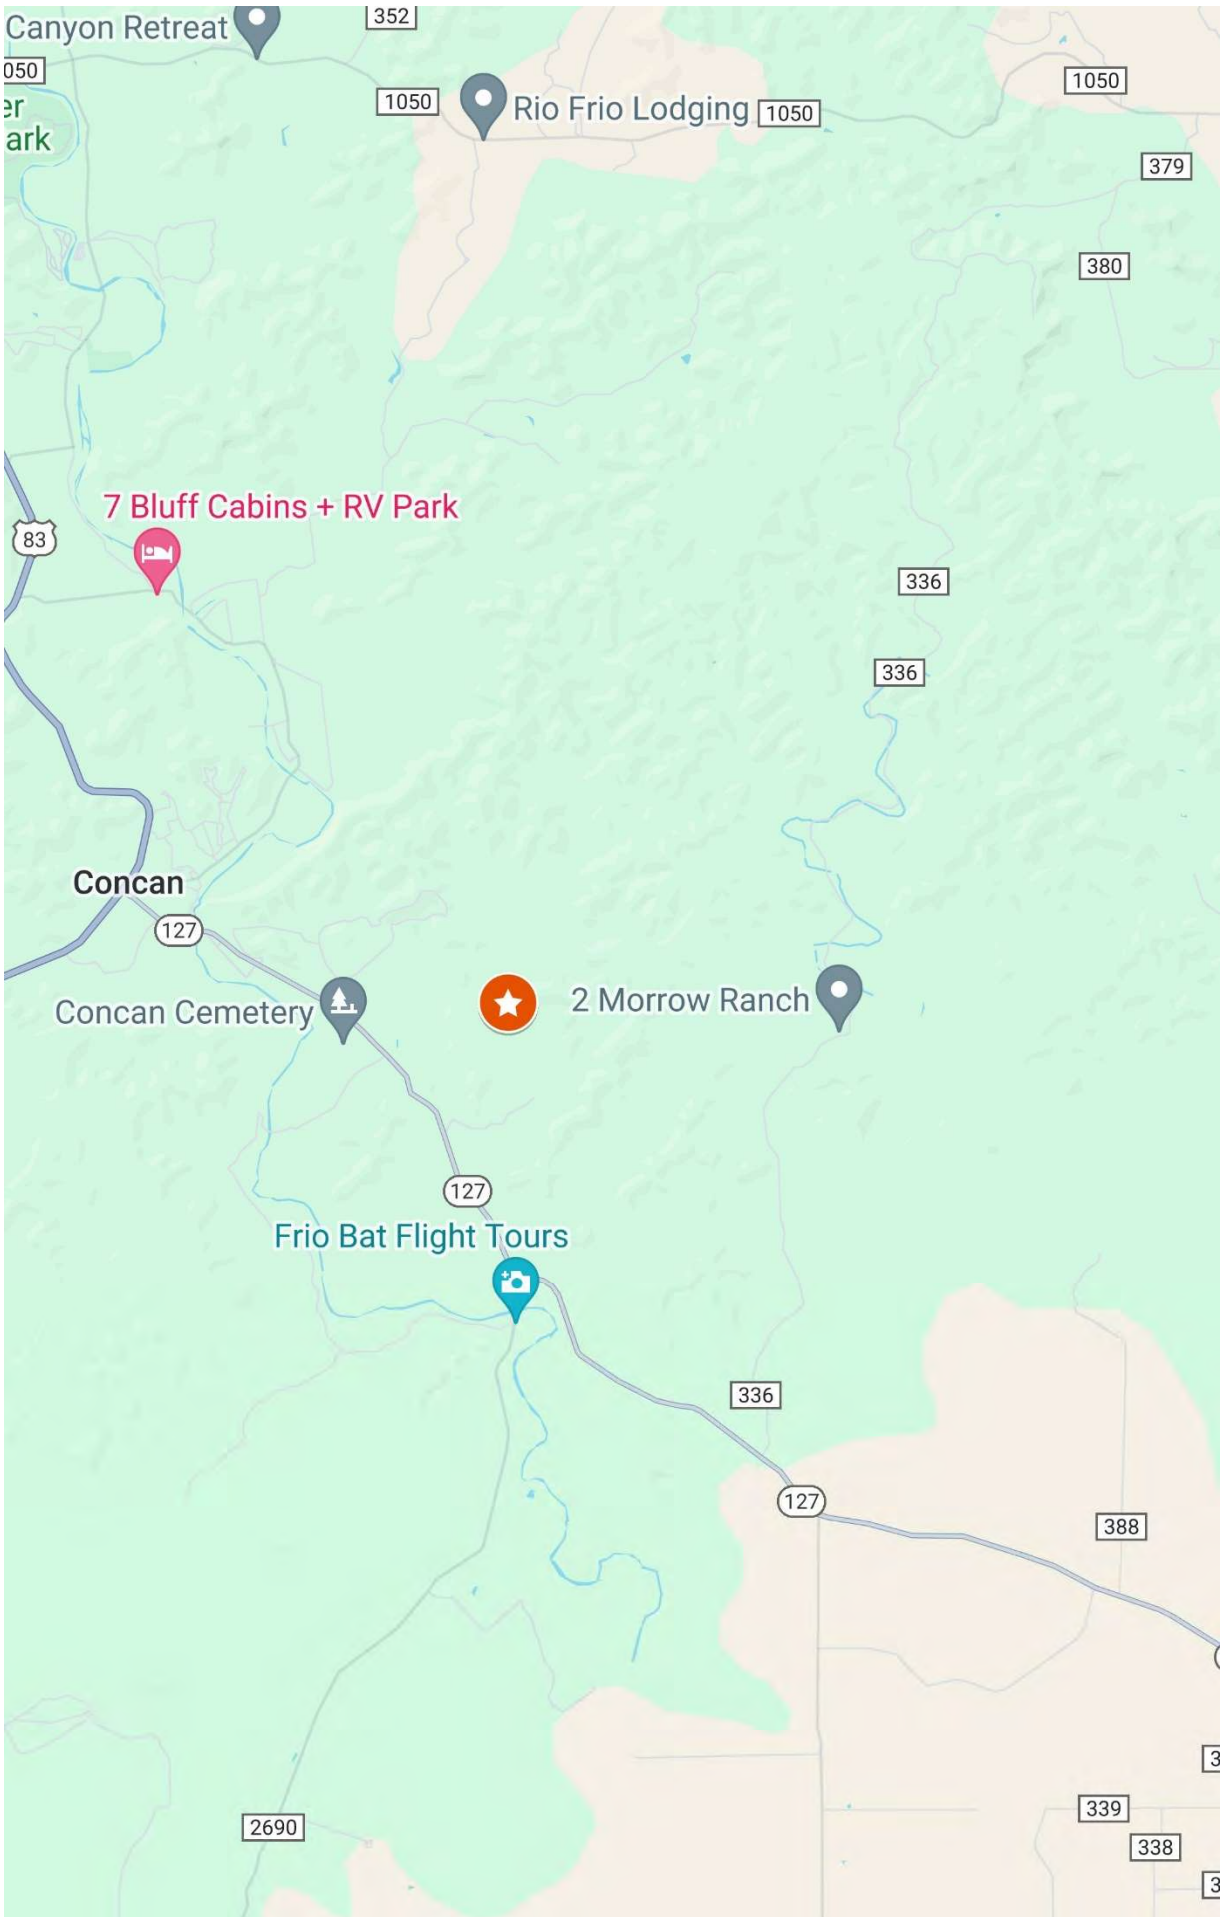 Canyon Retreat
352
050
1050
1050
Rio Frio Lodging
1050
er
ark
379
380
7 Bluff Cabins + RV Park
83
336
336
Concan
127
Concan Cemetery
2 Morrow Ranch
127
Frio Bat Flight Tours
336
127
388
3
339
2690
338
3